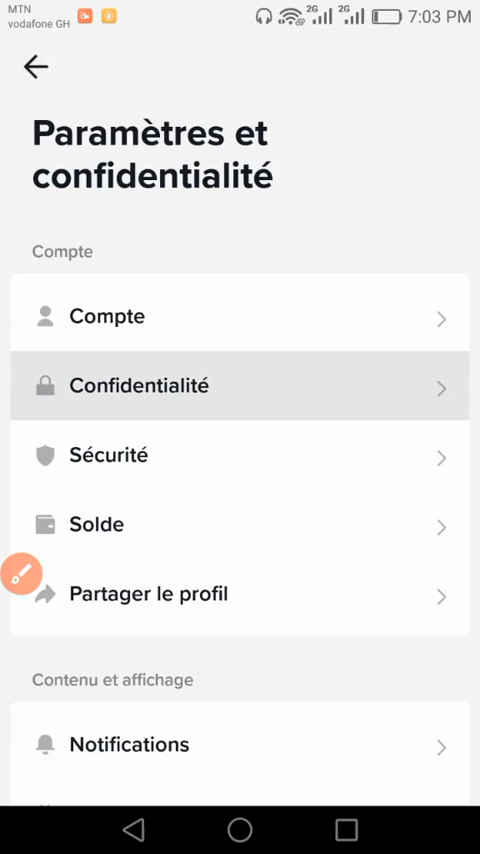 MTN
vodafone GH
2G
2G
7:03 PM
Paramètres et
confidentialité
Compte
Compte
Confidentialité
Sécurité
Solde
Partager le profil
Contenu et affichage
Notifications